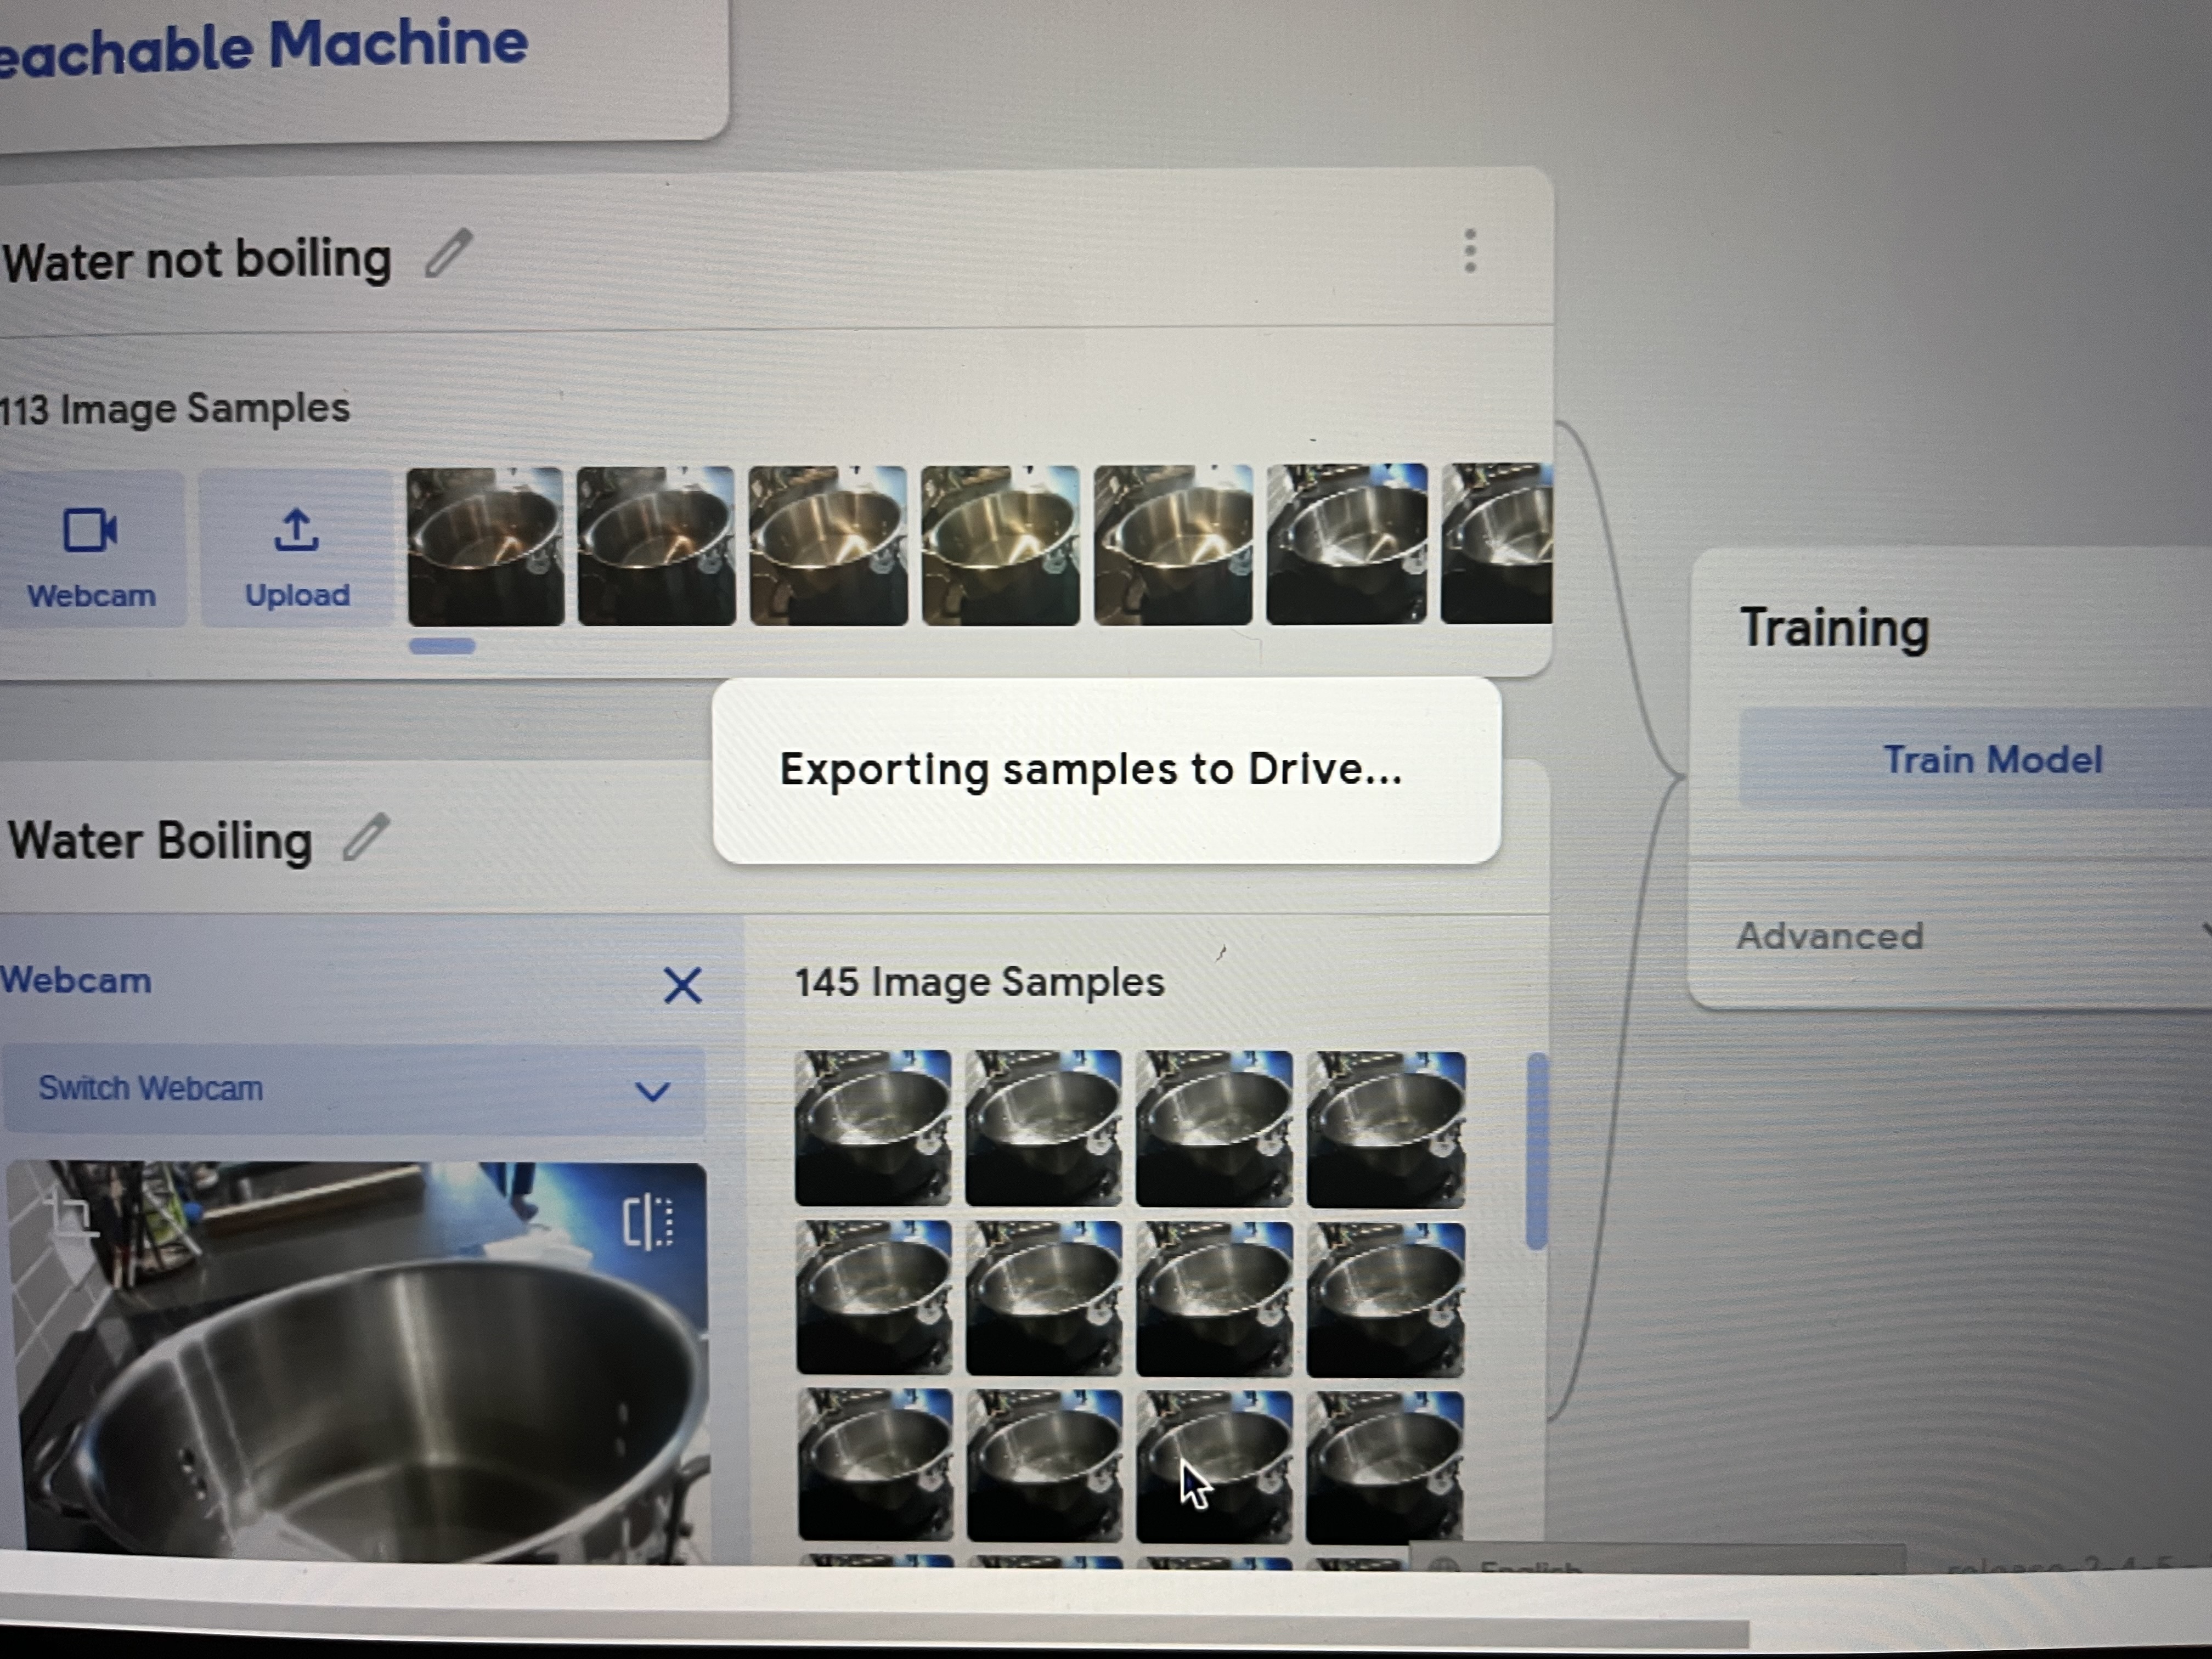 eachable Machine
Water not boiling
113 Image Samples
Webcam
Upload
Training
Train Model
Exporting samples to Drive...
Water Boiling
Advanced
Webcam
145 Image Samples
Switch Webcam
English
release-2-4-5